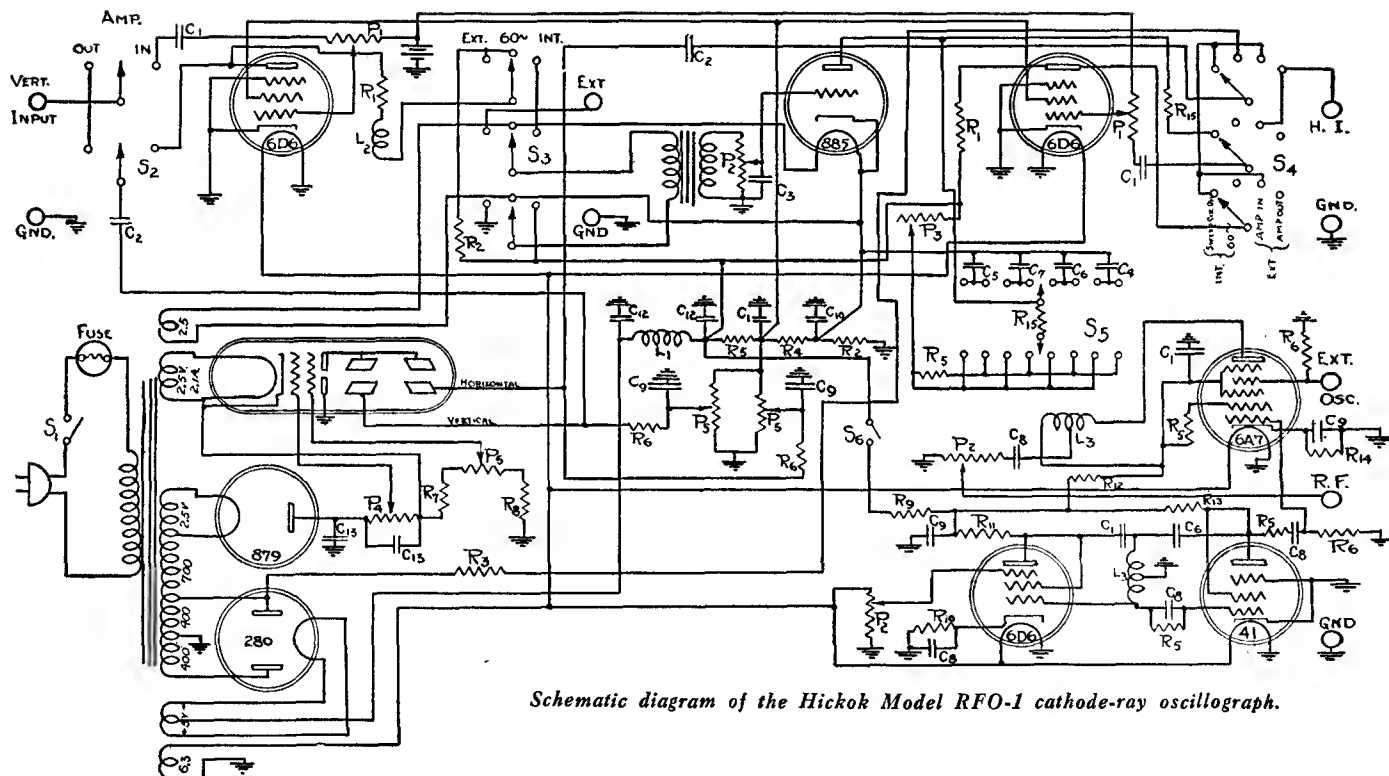 AMP.
OUT
IN
C1
P1
VERT.
INPUT
S2
6D6
R1
L2
EXT. 60~ INT.
C2
EXT
885
R1
6D6
P1
R15
H. I.
S4
C1
S3
P2
C3
GND.
C2
R2
GND
P3
C5
C7
C6
C4
INT.
60~
EXT
AMP IN
AMP OUT
GND.
FUSE
S1
2.5
2.5V
2.1A
HORIZONTAL
VERTICAL
C12
L1
C12
R5
C1
R4
C10
R2
R15
S5
R5
C9
P5
P5
C9
R6
R6
S6
C1
R6
EXT.
OSC.
L3
R5
6A7
C9
R14
P2
C8
R12
R.F.
2.5V
700
400
400
879
P4
C13
C13
R7
P5
R8
R3
280
R9
C9
R11
R13
C1
C6
R5
C8
R6
L3
P2
R10
C8
6D6
C8
R5
41
GND
6.3
Schematic diagram of the Hickok Model RFO-1 cathode-ray oscillograph.